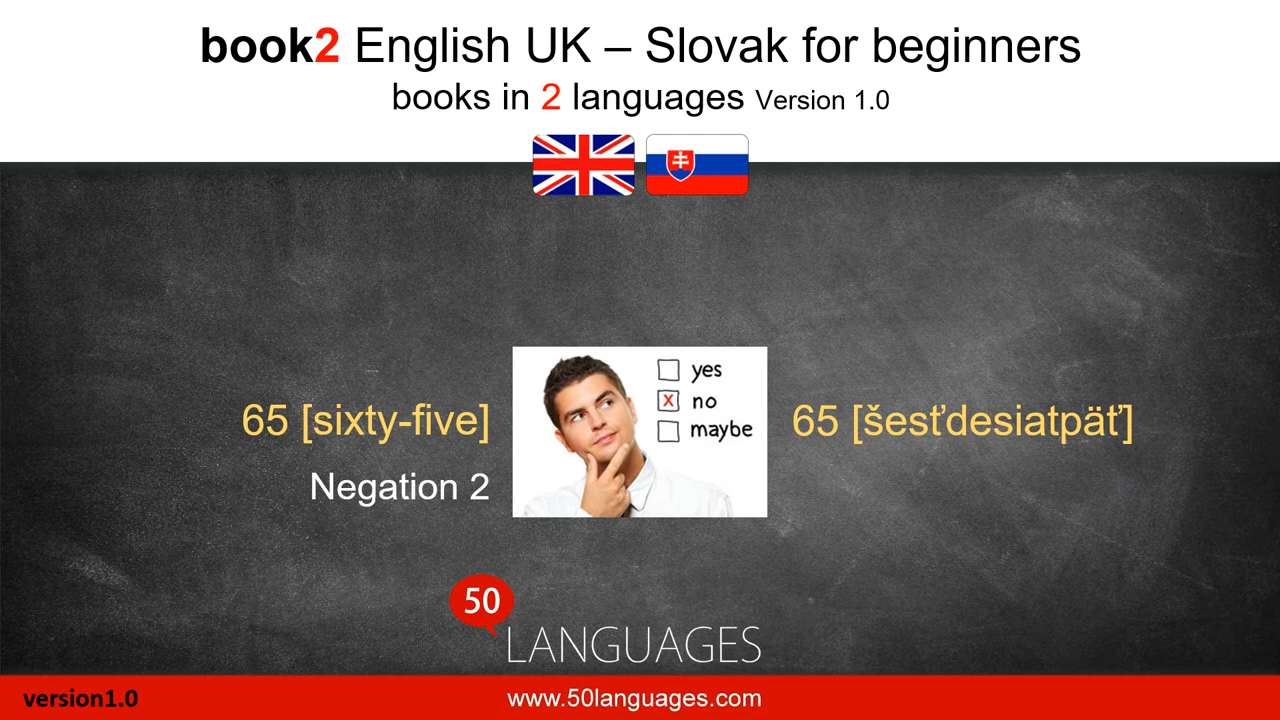 book2 English UK – Slovak for beginners
books in 2 languages Version 1.0
65 [sixty-five]
Negation 2
yes
x no
maybe
65 [šesťdesiatpäť]
50
LANGUAGES
version1.0
www.50languages.com